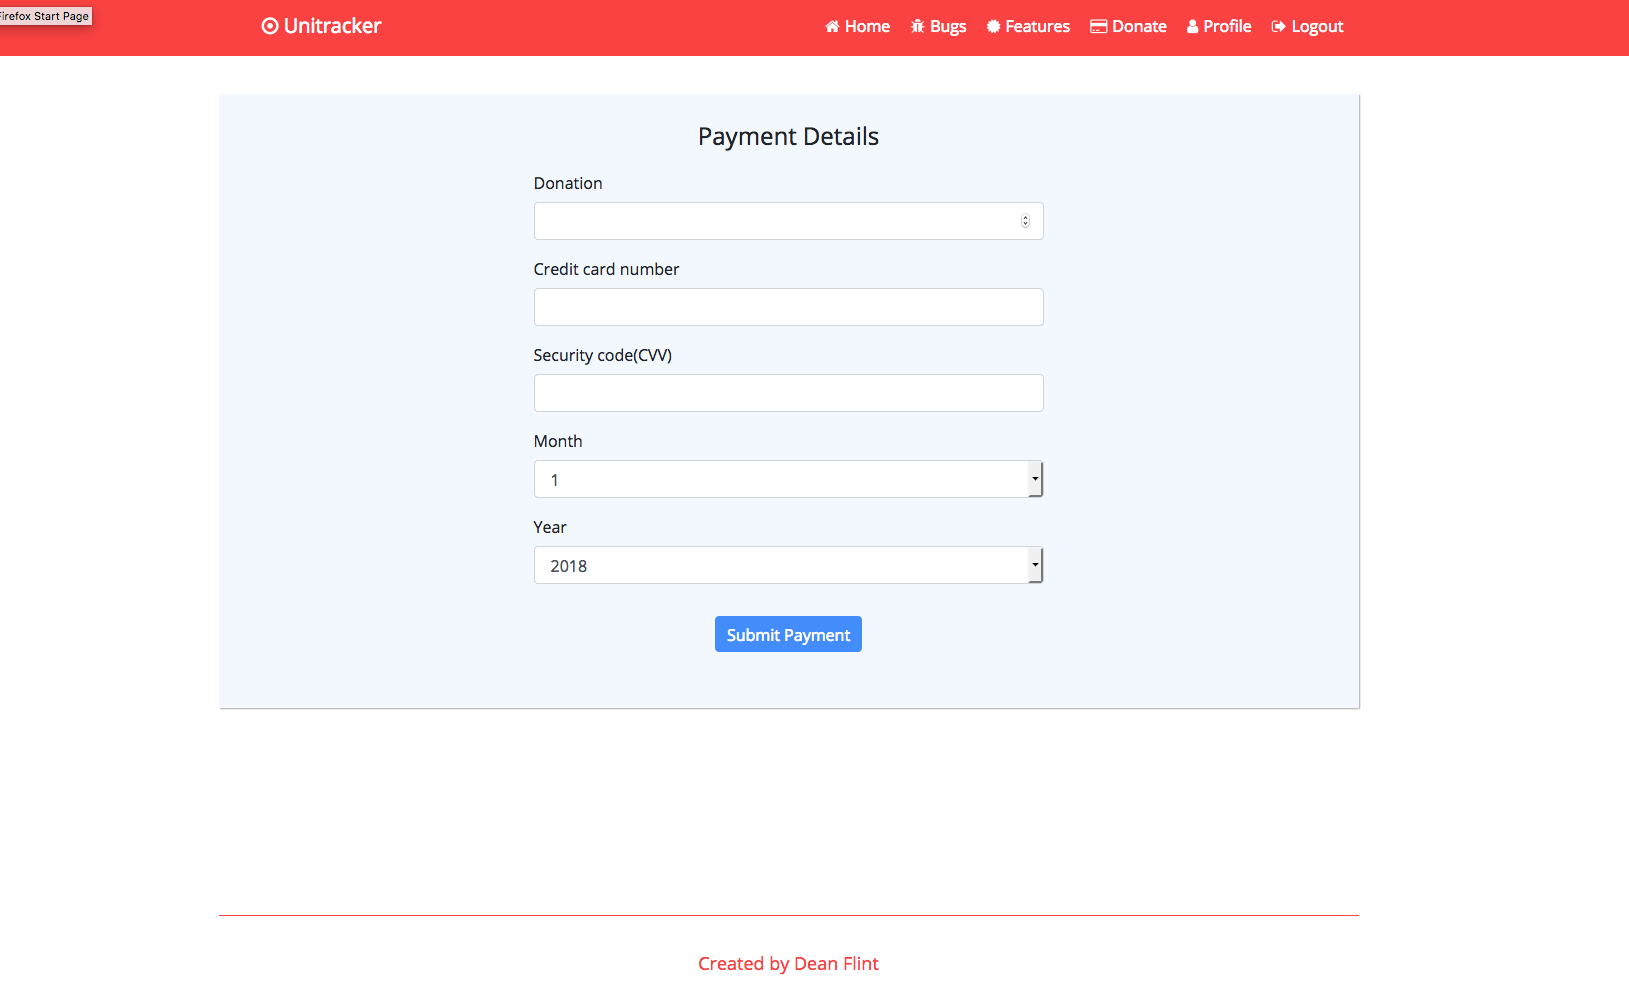 Firefox Start Page
Unitracker
Home Bugs Features Donate Profile Logout
Payment Details
Donation
Credit card number
Security code(CVV)
Month
1
Year
2018
Submit Payment
Created by Dean Flint